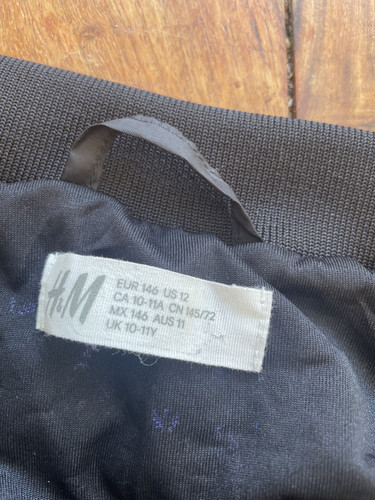 H&M
EUR 146 US 12
CA 10-11A CN 145/72
MX 146 AUS 11
UK 10-11Y